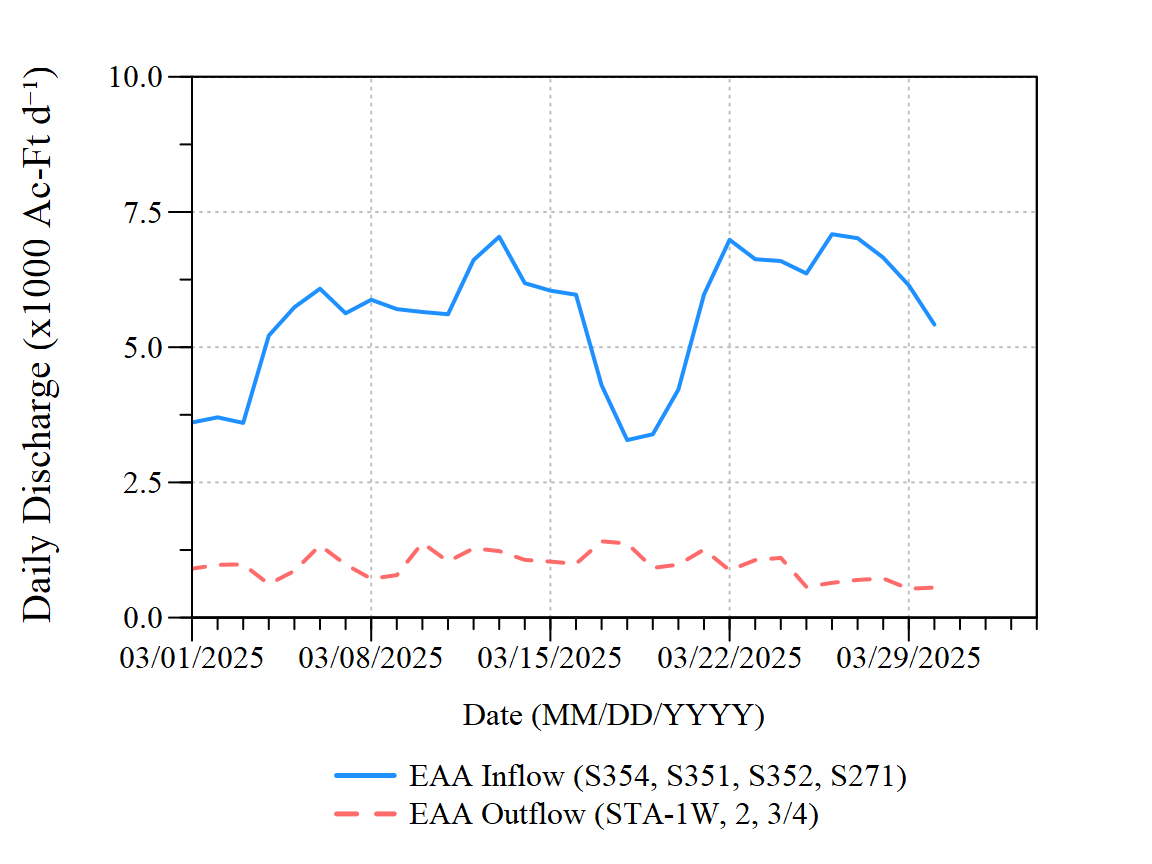 Daily Discharge (x1000 Ac-Ft d⁻¹)
10.0
7.5
5.0
2.5
0.0
03/01/2025 03/08/2025 03/15/2025 03/22/2025 03/29/2025
Date (MM/DD/YYYY)
EAA Inflow (S354, S351, S352, S271)
EAA Outflow (STA-1W, 2, 3/4)